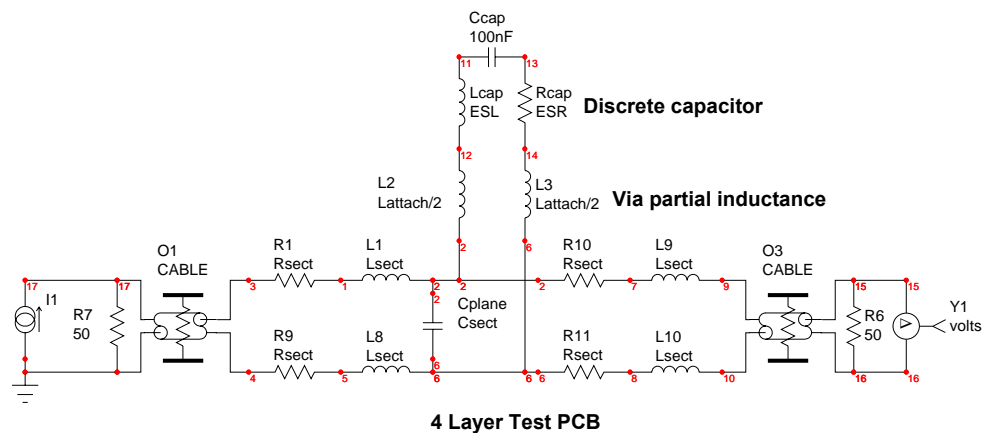 Ccap
100nF
11
13
Lcap
ESL
Rcap
ESR
Discrete capacitor
12
14
L2
Lattach/2
L3
Lattach/2
Via partial inductance
2
6
O1
CABLE
R1
Rsect
L1
Lsect
R10
Rsect
L9
Lsect
O3
CABLE
17
17
3
1
2
2
2
2
7
9
15
15
I1
R7
50
Cplane
Csect
R6
50
V
Y1
volts
R9
Rsect
L8
Lsect
6
R11
Rsect
L10
Lsect
4
5
6
6
6
8
10
16
16
4 Layer Test PCB